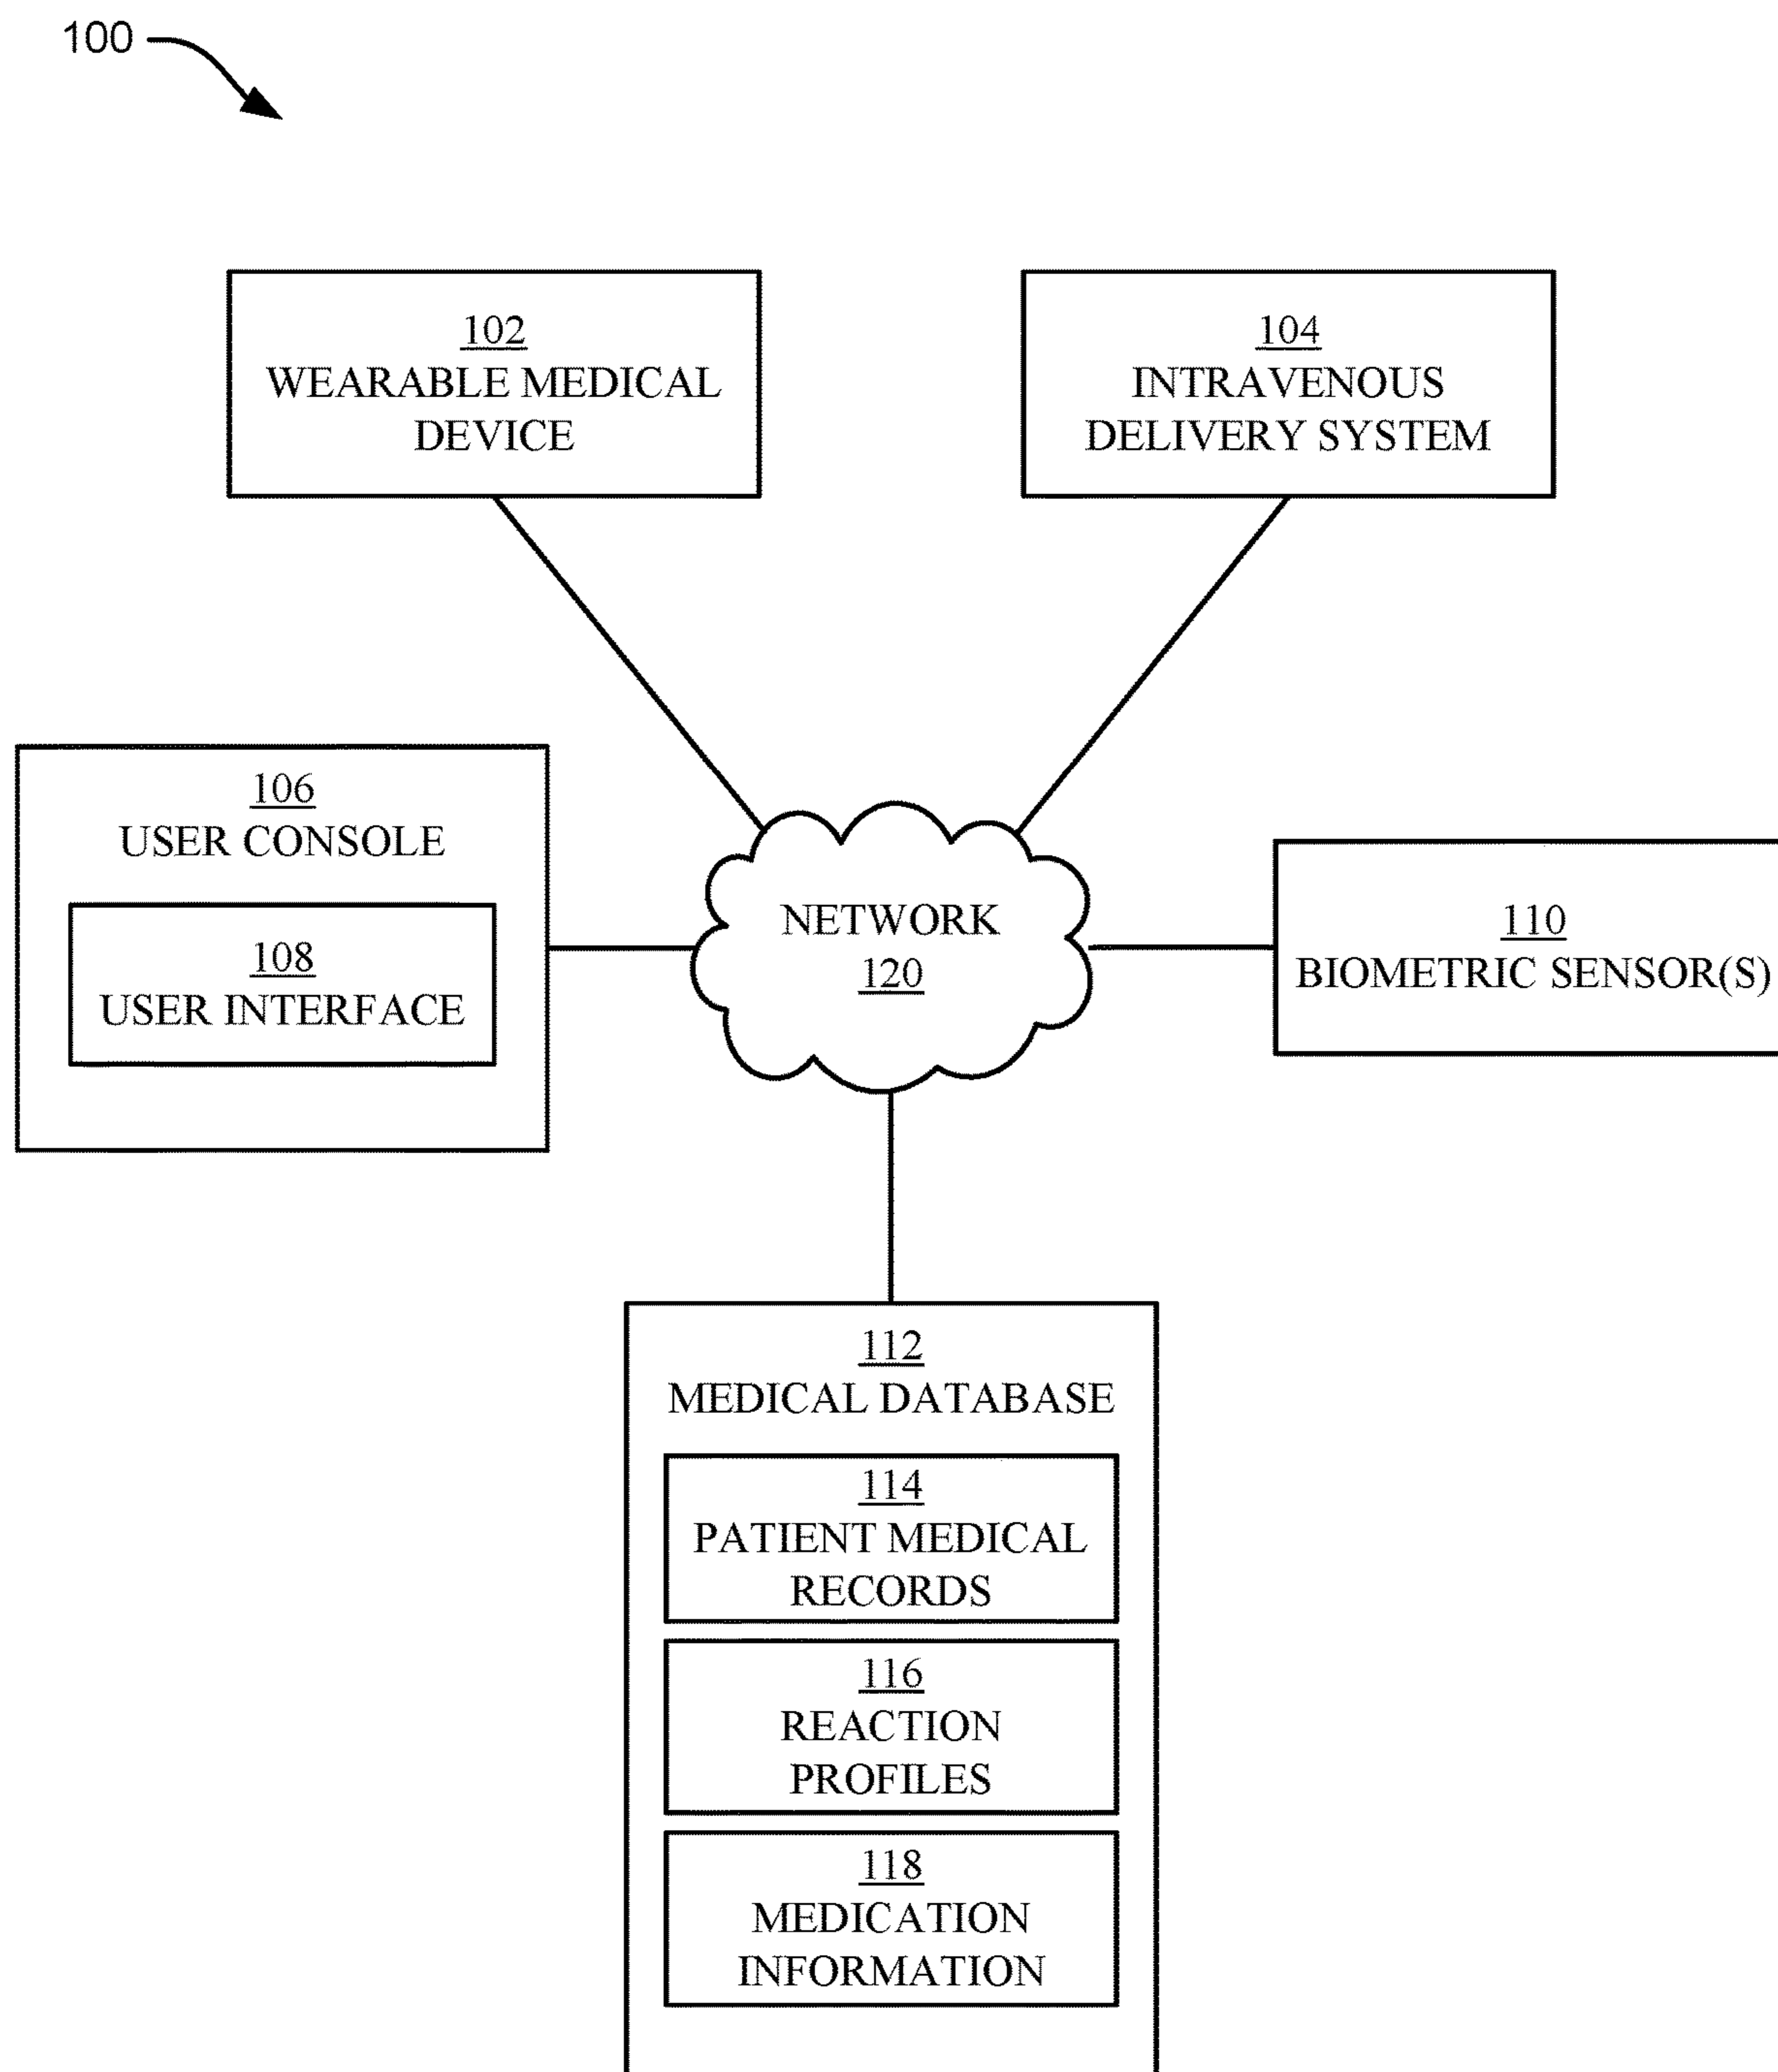 100
102
WEARABLE MEDICAL
DEVICE
104
INTRAVENOUS
DELIVERY SYSTEM
106
USER CONSOLE
108
USER INTERFACE
NETWORK
120
110
BIOMETRIC SENSOR(S)
112
MEDICAL DATABASE
114
PATIENT MEDICAL
RECORDS
116
REACTION
PROFILES
118
MEDICATION
INFORMATION